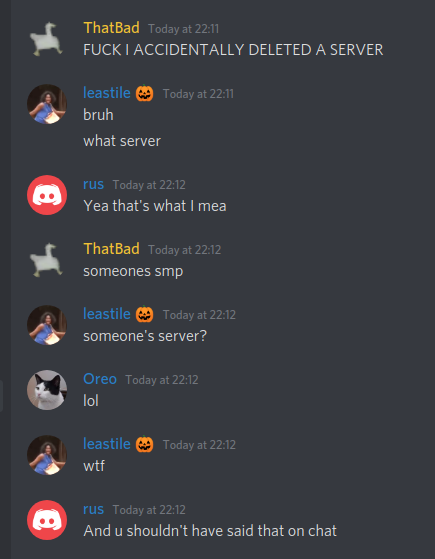 ThatBad Today at 22:11
FUCK I ACCIDENTALLY DELETED A SERVER
leastile 🎃 Today at 22:11
bruh
what server
rus Today at 22:12
Yea that's what I mea
ThatBad Today at 22:12
someones smp
leastile 🎃 Today at 22:12
someone's server?
Oreo Today at 22:12
lol
leastile 🎃 Today at 22:12
wtf
rus Today at 22:12
And u shouldn't have said that on chat